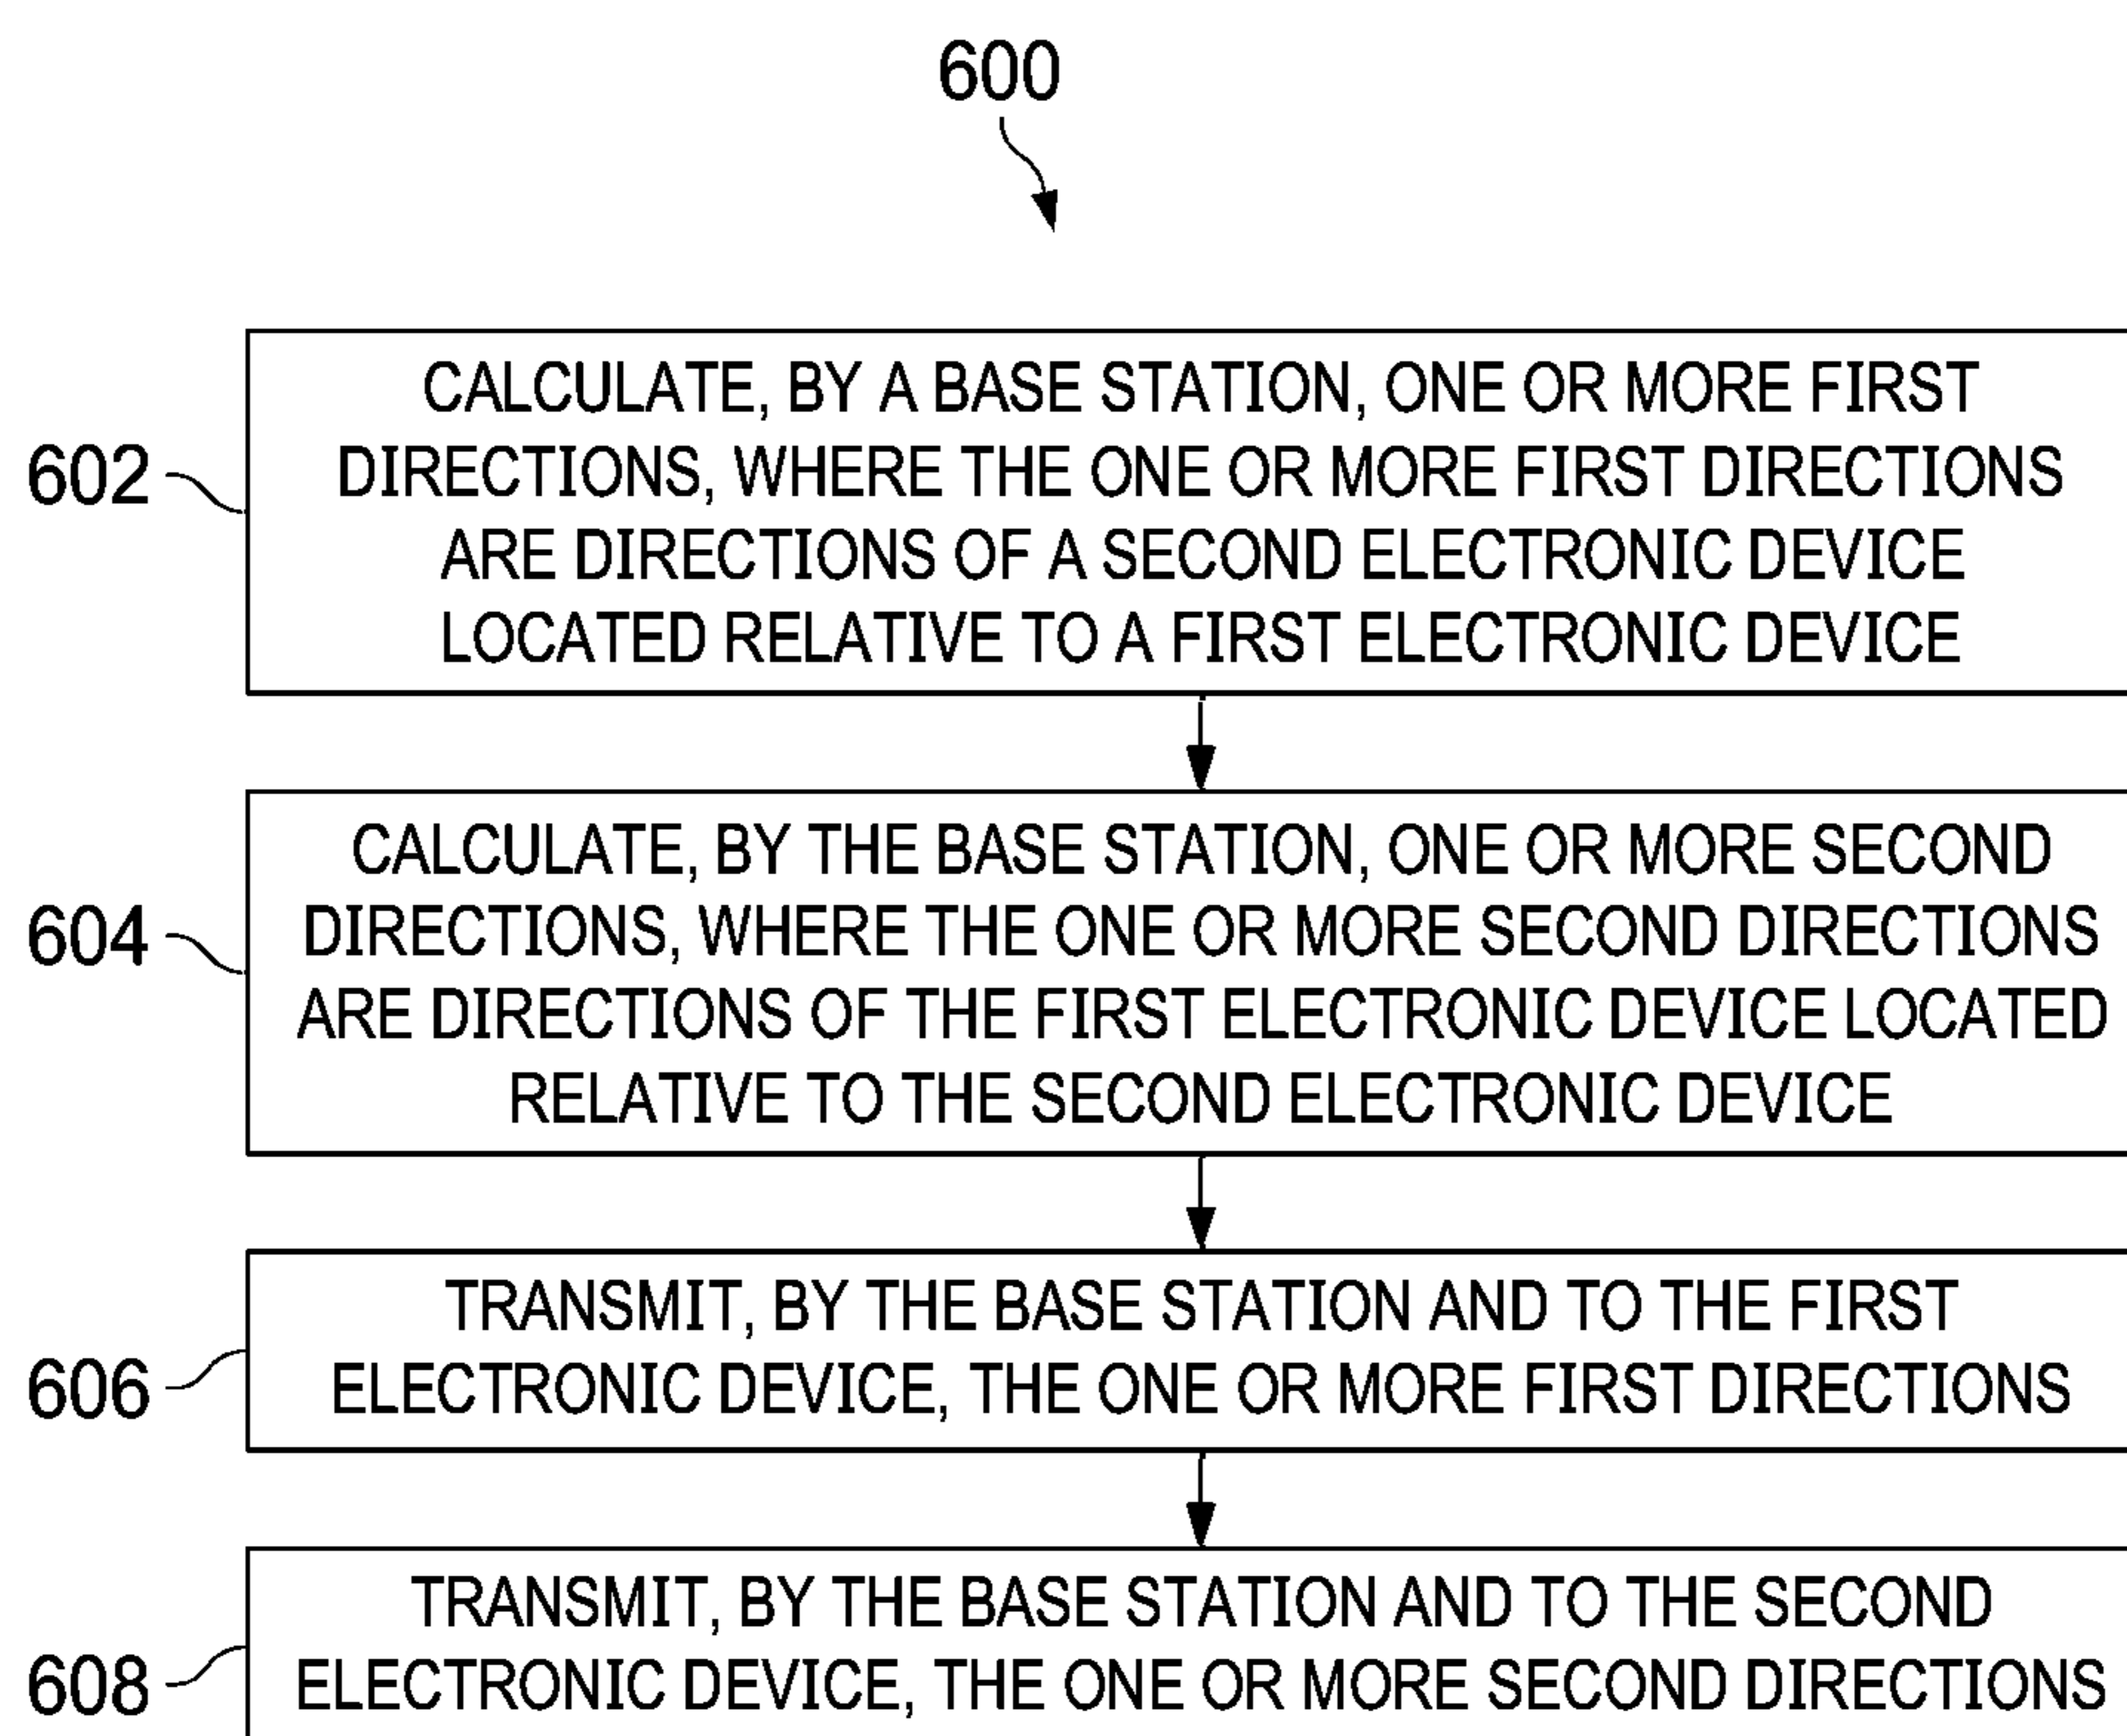 600
602
CALCULATE, BY A BASE STATION, ONE OR MORE FIRST
DIRECTIONS, WHERE THE ONE OR MORE FIRST DIRECTIONS
ARE DIRECTIONS OF A SECOND ELECTRONIC DEVICE
LOCATED RELATIVE TO A FIRST ELECTRONIC DEVICE
604
CALCULATE, BY THE BASE STATION, ONE OR MORE SECOND
DIRECTIONS, WHERE THE ONE OR MORE SECOND DIRECTIONS
ARE DIRECTIONS OF THE FIRST ELECTRONIC DEVICE LOCATED
RELATIVE TO THE SECOND ELECTRONIC DEVICE
606
TRANSMIT, BY THE BASE STATION AND TO THE FIRST
ELECTRONIC DEVICE, THE ONE OR MORE FIRST DIRECTIONS
608
TRANSMIT, BY THE BASE STATION AND TO THE SECOND
ELECTRONIC DEVICE, THE ONE OR MORE SECOND DIRECTIONS